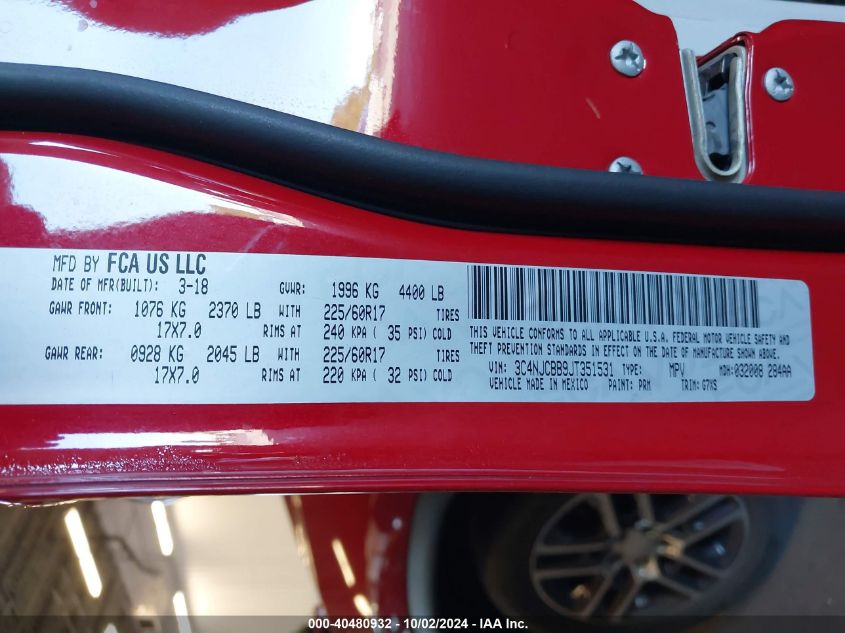 MFD BY FCA US LLC
DATE OF MFR(BUILT): 3-18 GVWR: 1996 KG 4400 LB
GAWR FRONT: 1076 KG 2370 LB WITH 225/60R17 TIRES
17X7.0 RIMS AT 240 KPA ( 35 PSI) COLD
GAWR REAR: 0928 KG 2045 LB WITH 225/60R17 TIRES
17X7.0 RIMS AT 220 KPA ( 32 PSI) COLD
THIS VEHICLE CONFORMS TO ALL APPLICABLE U.S.A. FEDERAL MOTOR VEHICLE SAFETY AND
THEFT PREVENTION STANDARDS IN EFFECT ON THE DATE OF MANUFACTURE SHOWN ABOVE.
VIN: 3C4NJCBB9JT351531 TYPE: MPV MDH: 032008 284AA
VEHICLE MADE IN MEXICO PAINT: PRM TRIM: G7XS
000-40480932 - 10/02/2024 - IAA Inc.